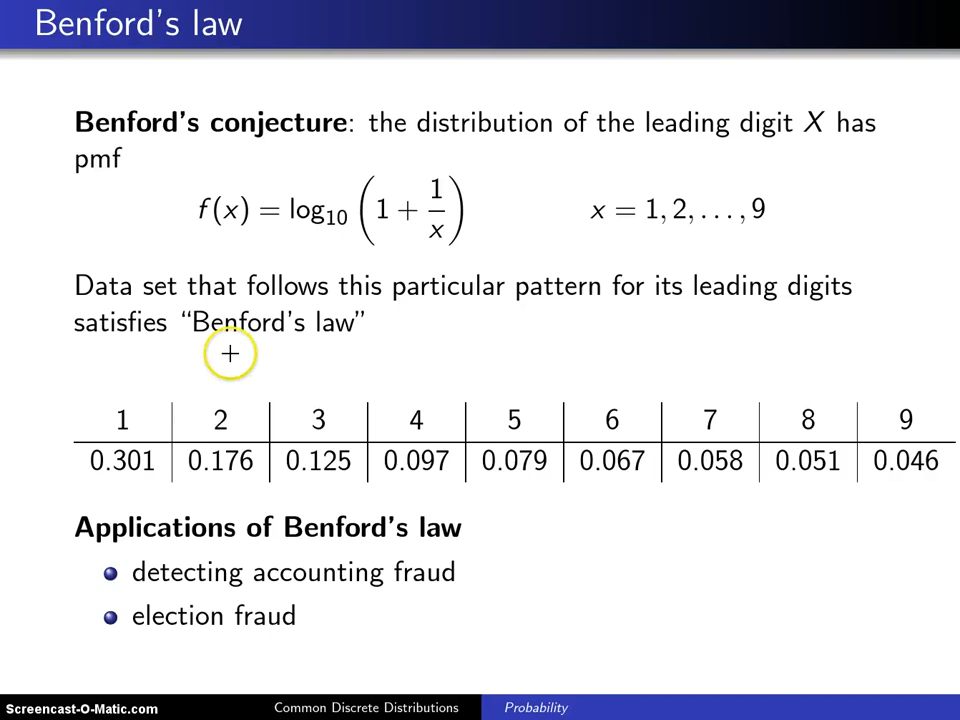 Benford's law
Benford's conjecture: the distribution of the leading digit X has
pmf
f(x) = log₁₀ (1 + 1/x) x = 1, 2, . . . , 9
Data set that follows this particular pattern for its leading digits
satisfies “Benford's law”
1 2 3 4 5 6 7 8 9
0.301 0.176 0.125 0.097 0.079 0.067 0.058 0.051 0.046
Applications of Benford's law
detecting accounting fraud
election fraud
Screencast-O-Matic.com Common Discrete Distributions Probability